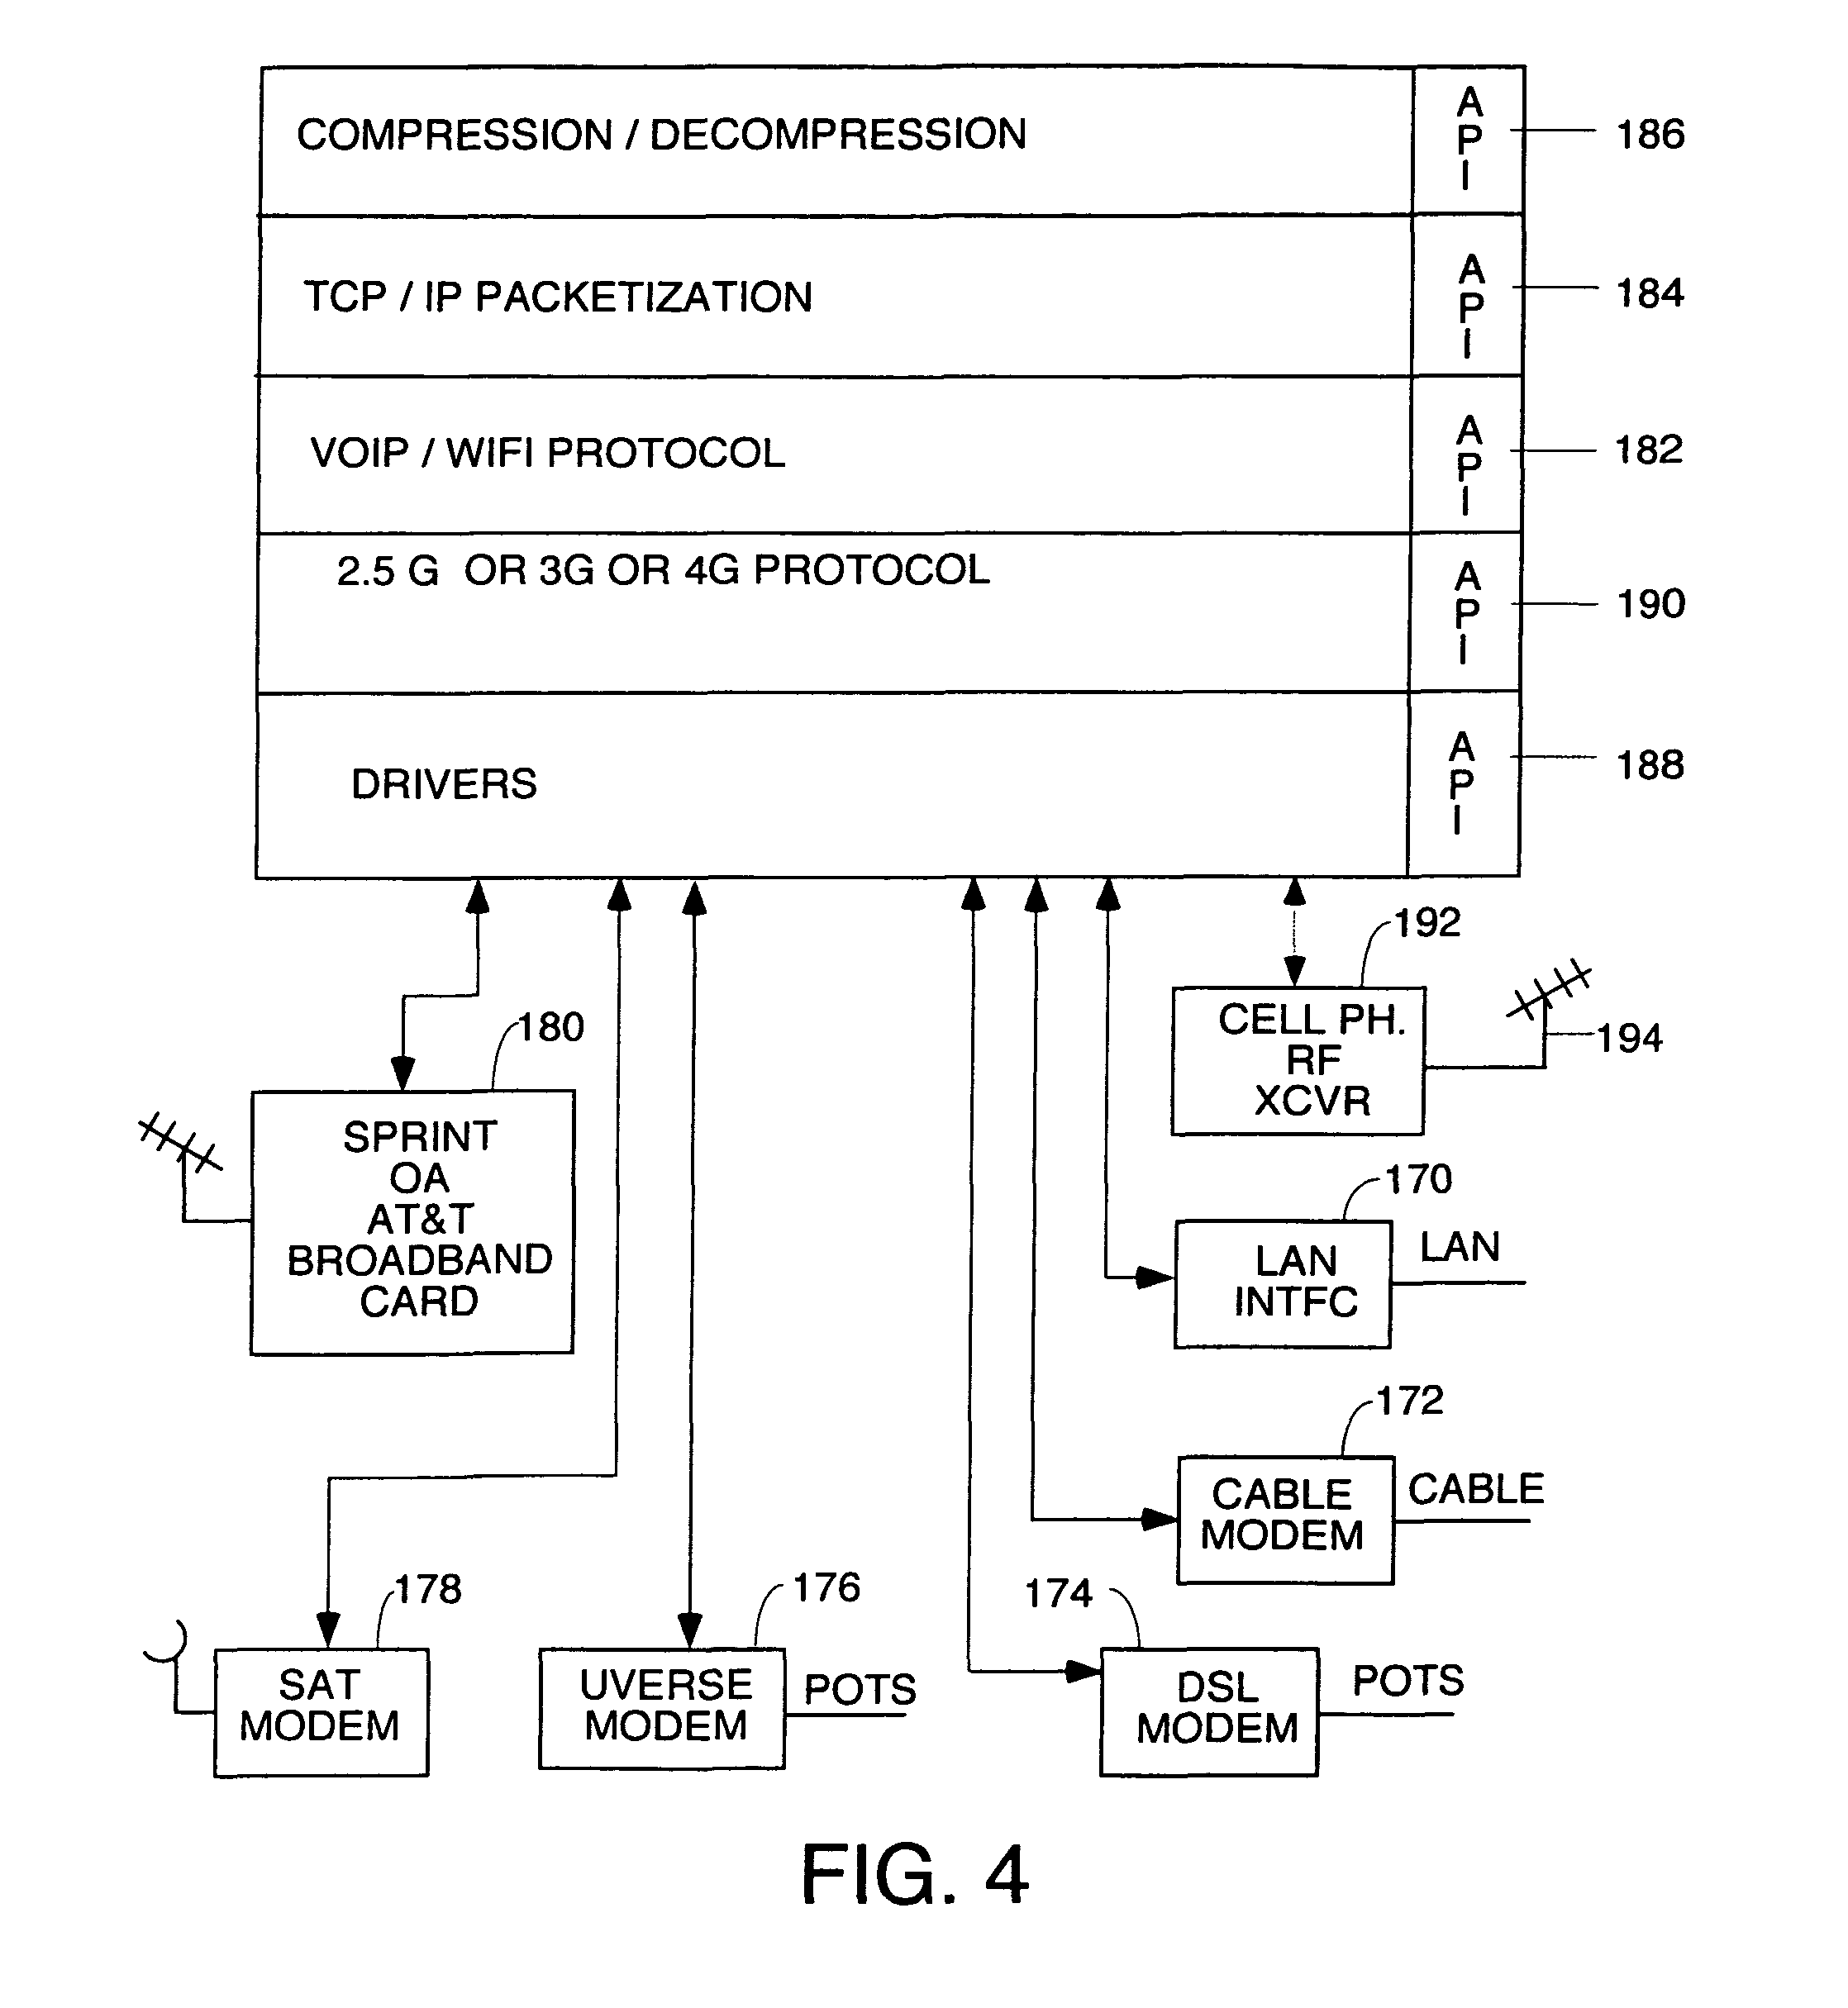 COMPRESSION / DECOMPRESSION
API
186
TCP / IP PACKETIZATION
API
184
VOIP / WIFI PROTOCOL
API
182
2.5 G OR 3G OR 4G PROTOCOL
API
190
DRIVERS
API
188
192
CELL PH.
RF
XCVR
194
180
SPRINT
OA
AT&T
BROADBAND
CARD
170
LAN
INTFC
LAN
172
CABLE
MODEM
CABLE
178
SAT
MODEM
176
UVERSE
MODEM
POTS
174
DSL
MODEM
POTS
FIG. 4